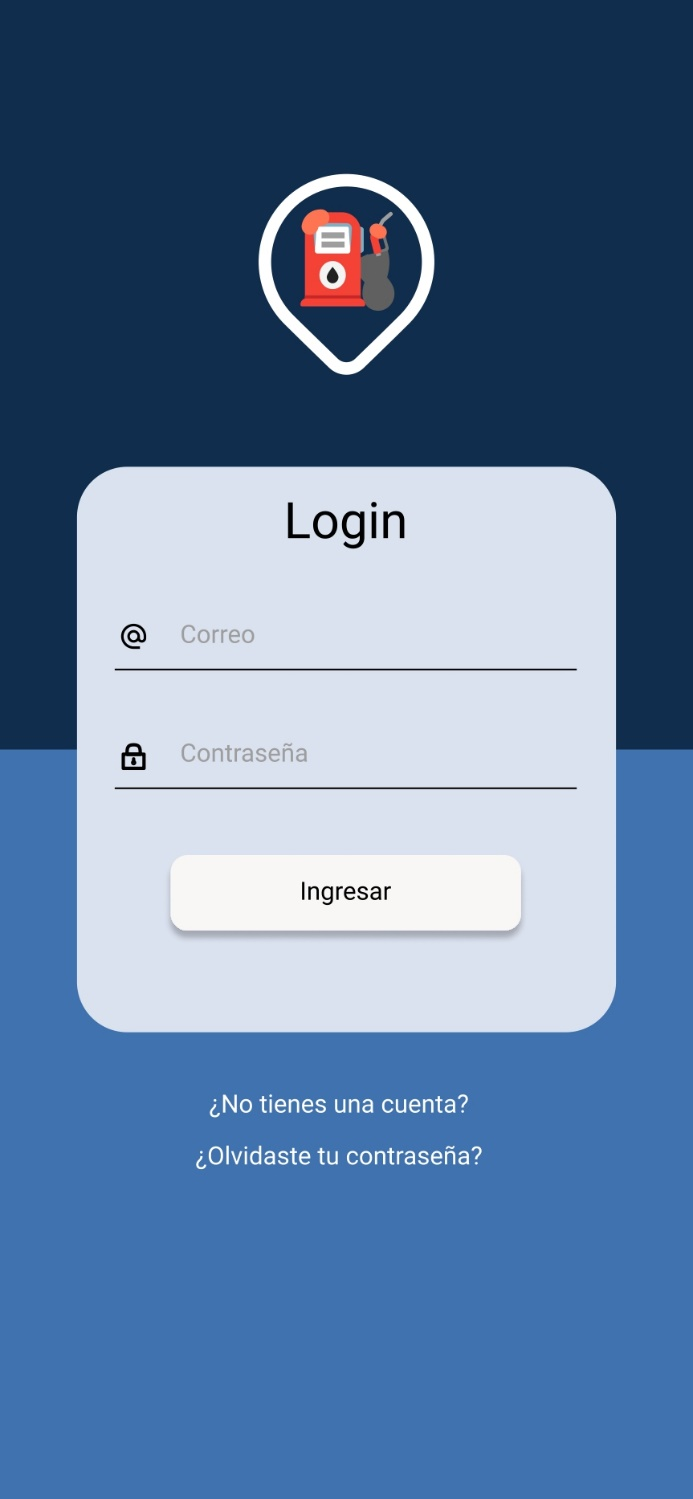 Login
Correo
Contraseña
Ingresar
¿No tienes una cuenta?
¿Olvidaste tu contraseña?